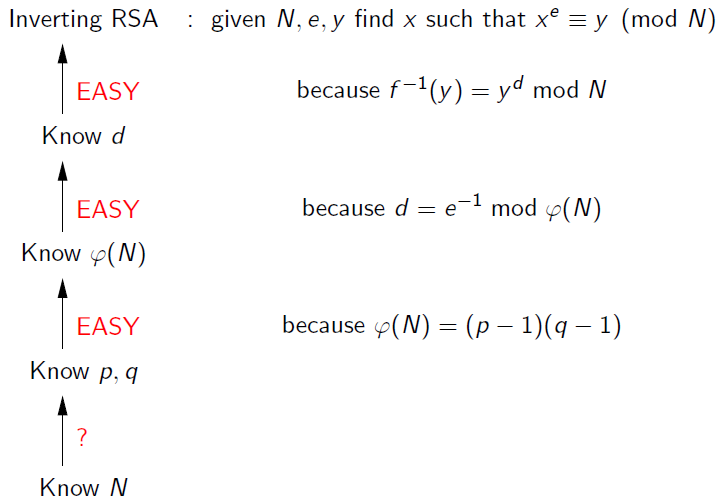 Inverting RSA : given N, e, y find x such that x^e ≡ y (mod N)
EASY because f⁻¹(y) = y^d mod N
Know d
EASY because d = e⁻¹ mod φ(N)
Know φ(N)
EASY because φ(N) = (p − 1)(q − 1)
Know p, q
?
Know N